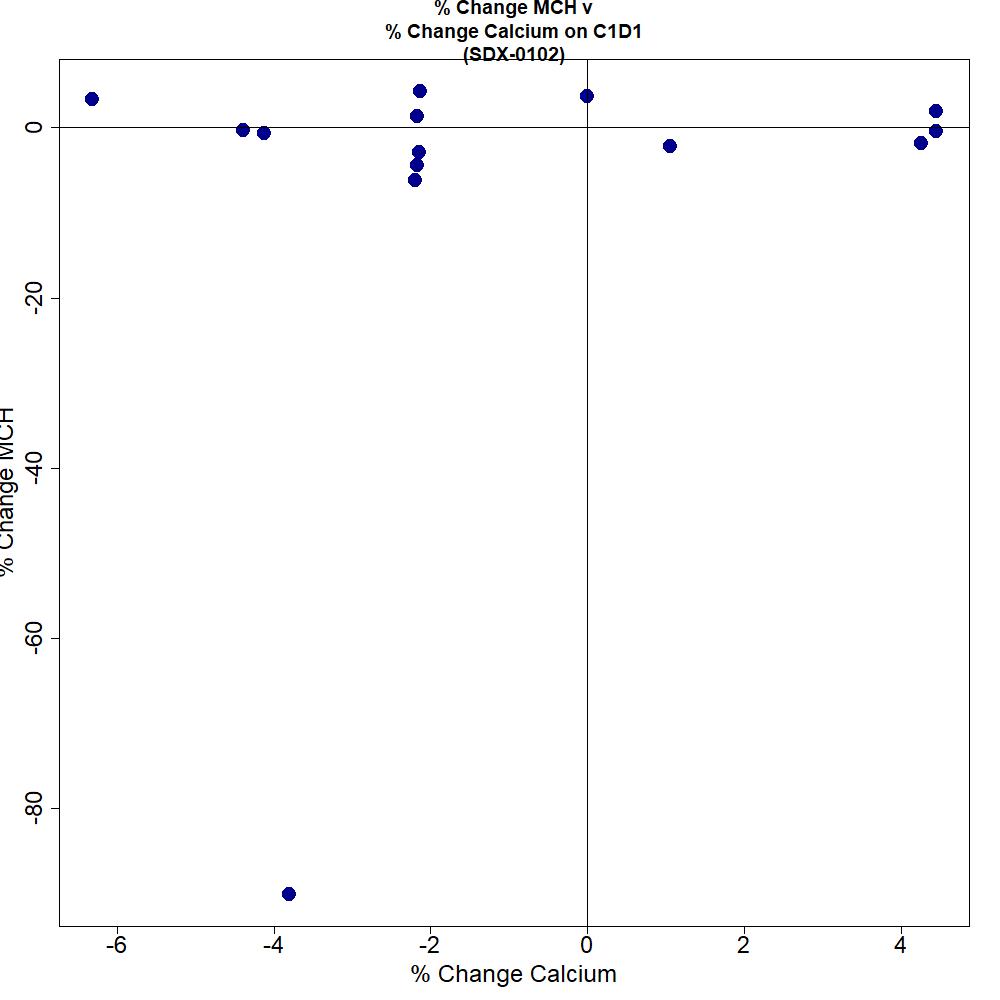 % Change MCH v
% Change Calcium on C1D1
(SDX-0102)
0
-20
-40
-60
-80
% Change MCH
-6
-4
-2
0
2
4
% Change Calcium